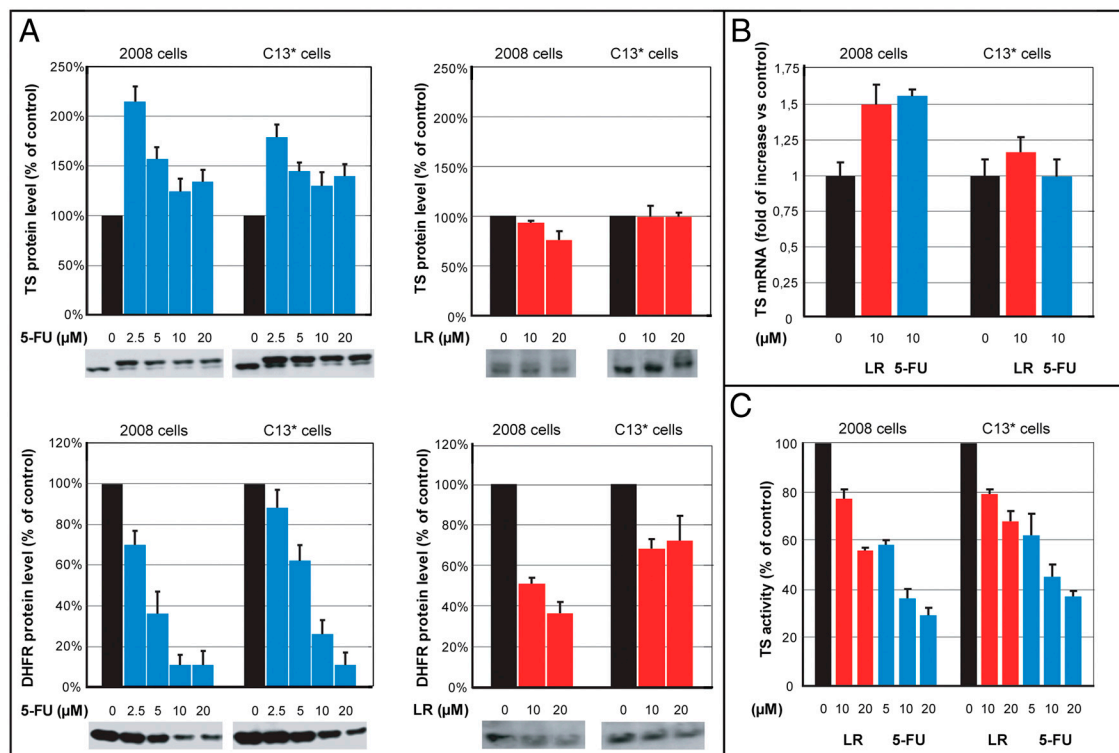 A
2008 cells C13* cells
250%
200%
150%
100%
50%
0%
TS protein level (% of control)
5-FU (µM) 0 2.5 5 10 20 0 2.5 5 10 20
2008 cells C13* cells
250%
200%
150%
100%
50%
0%
TS protein level (% of control)
LR (µM) 0 10 20 0 10 20
2008 cells C13* cells
120%
100%
80%
60%
40%
20%
0%
DHFR protein level (% of control)
5-FU (µM) 0 2.5 5 10 20 0 2.5 5 10 20
2008 cells C13* cells
120%
100%
80%
60%
40%
20%
0%
DHFR protein level (% of control)
LR (µM) 0 10 20 0 10 20
B
2008 cells C13* cells
1,75
1,5
1,25
1
0,75
0,5
0,25
0
TS mRNA (fold of increase vs control)
(µM) 0 10 10 0 10 10
LR 5-FU LR 5-FU
C
2008 cells C13* cells
100
80
60
40
20
0
TS activity (% of control)
(µM) 0 10 20 5 10 20 0 10 20 5 10 20
LR 5-FU LR 5-FU